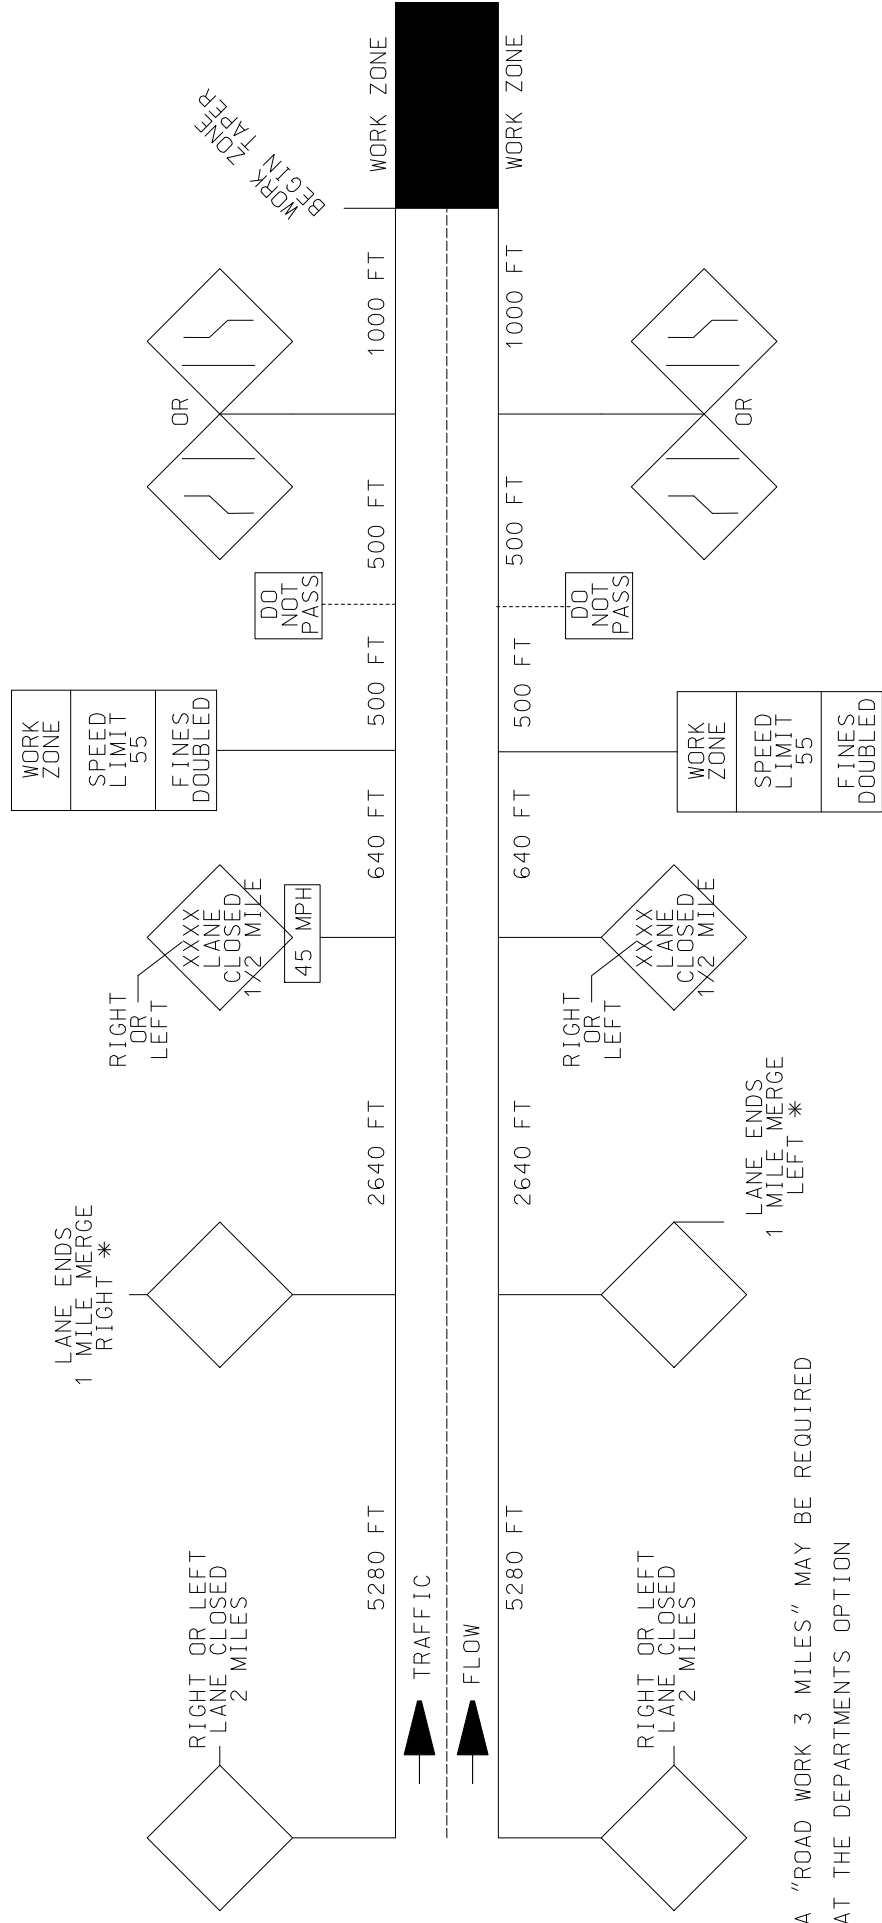 RIGHT OR LEFT
LANE CLOSED
2 MILES
LANE ENDS
1 MILE MERGE
RIGHT *
RIGHT
OR
LEFT
XXXX
LANE
CLOSED
1/2 MILE
45 MPH
WORK
ZONE
SPEED
LIMIT
55
FINES
DOUBLED
DO
NOT
PASS
OR
WORK ZONE
BEGIN TAPER
5280 FT
2640 FT
640 FT
500 FT
500 FT
1000 FT
WORK ZONE
TRAFFIC
FLOW
5280 FT
2640 FT
640 FT
500 FT
500 FT
1000 FT
WORK ZONE
RIGHT OR LEFT
LANE CLOSED
2 MILES
LANE ENDS
1 MILE MERGE
LEFT *
RIGHT
OR
LEFT
XXXX
LANE
CLOSED
1/2 MILE
WORK
ZONE
SPEED
LIMIT
55
FINES
DOUBLED
DO
NOT
PASS
OR
A "ROAD WORK 3 MILES" MAY BE REQUIRED
AT THE DEPARTMENTS OPTION